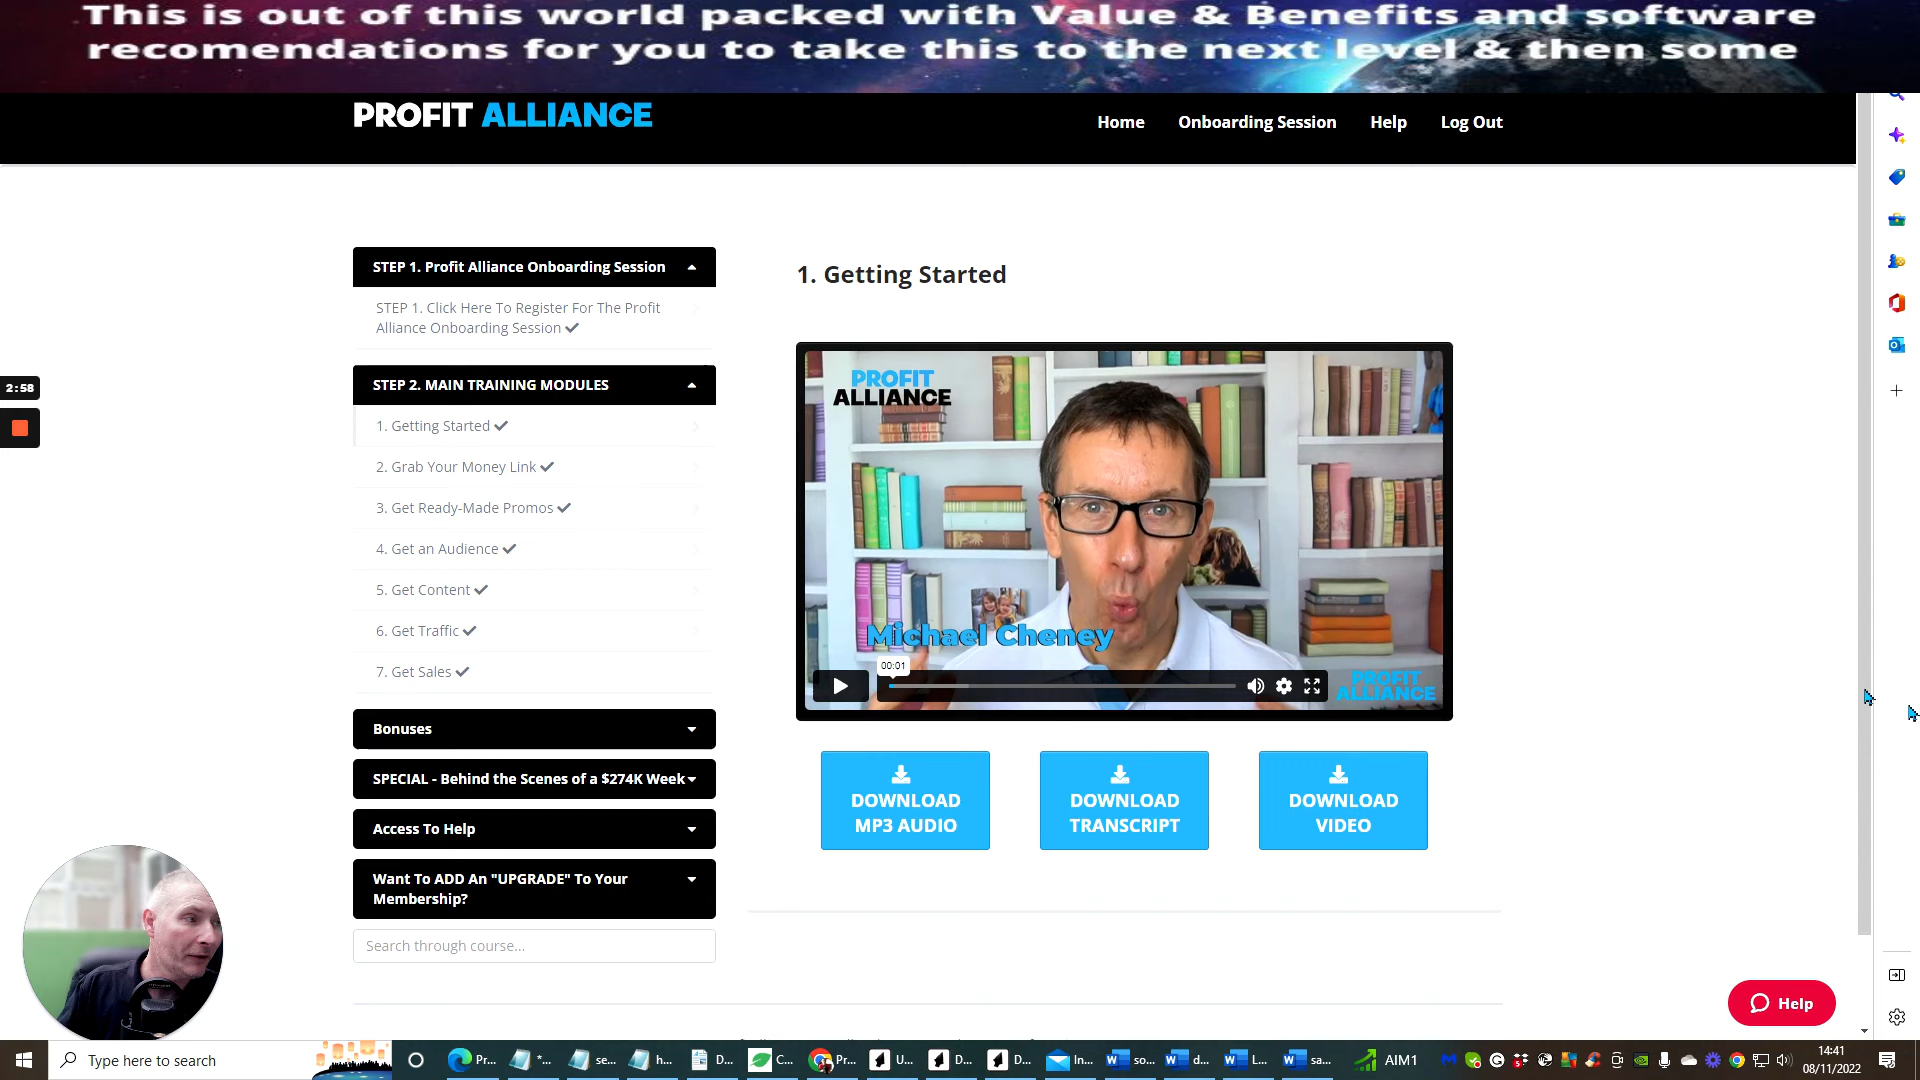 This is out of this world packed with Value & Benefits and software
recomendations for you to take this to the next level & then some
PROFIT ALLIANCE
Home
Onboarding Session
Help
Log Out
STEP 1. Profit Alliance Onboarding Session
STEP 1. Click Here To Register For The Profit
Alliance Onboarding Session
STEP 2. MAIN TRAINING MODULES
1. Getting Started
2. Grab Your Money Link
3. Get Ready-Made Promos
4. Get an Audience
5. Get Content
6. Get Traffic
7. Get Sales
Bonuses
SPECIAL - Behind the Scenes of a $274K Week
Access To Help
Want To ADD An "UPGRADE" To Your
Membership?
Search through course...
1. Getting Started
PROFIT
ALLIANCE
Michael Cheney
00:01
PROFIT
ALLIANCE
DOWNLOAD
MP3 AUDIO
DOWNLOAD
TRANSCRIPT
DOWNLOAD
VIDEO
2:58
Help
Type here to search
Pr...
*...
se...
h...
D...
C...
Pr...
U...
D...
D...
In...
so...
d...
L...
sa...
AIM1
14:41
08/11/2022